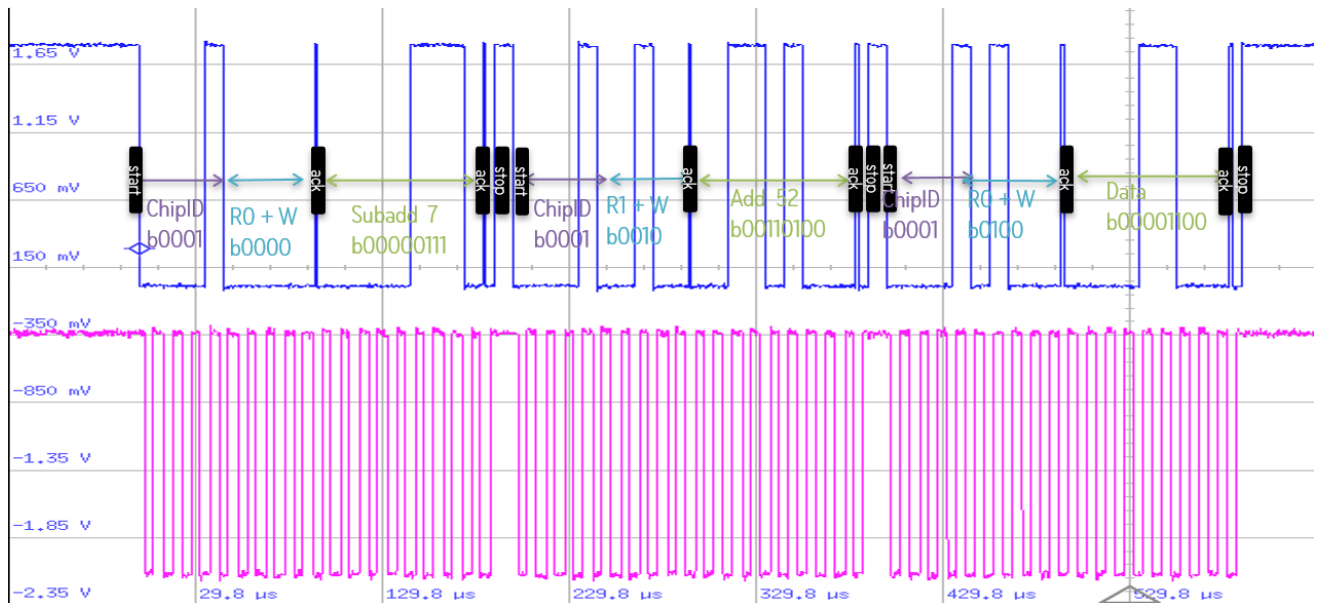 1.65 V
1.15 V
650 mV
150 mV
-350 mV
-850 mV
-1.35 V
-1.85 V
-2.35 V
start
ChipID
b0001
R0 + W
b0000
ack
Subadd 7
b00000111
ack
stop
start
ChipID
b0001
R1 + W
b0010
ack
Add 52
b00110100
ack
stop
start
ChipID
b0001
R0 + W
b0100
ack
Data
b00001100
ack
stop
29.8 µs
129.8 µs
229.8 µs
329.8 µs
429.8 µs
529.8 µs